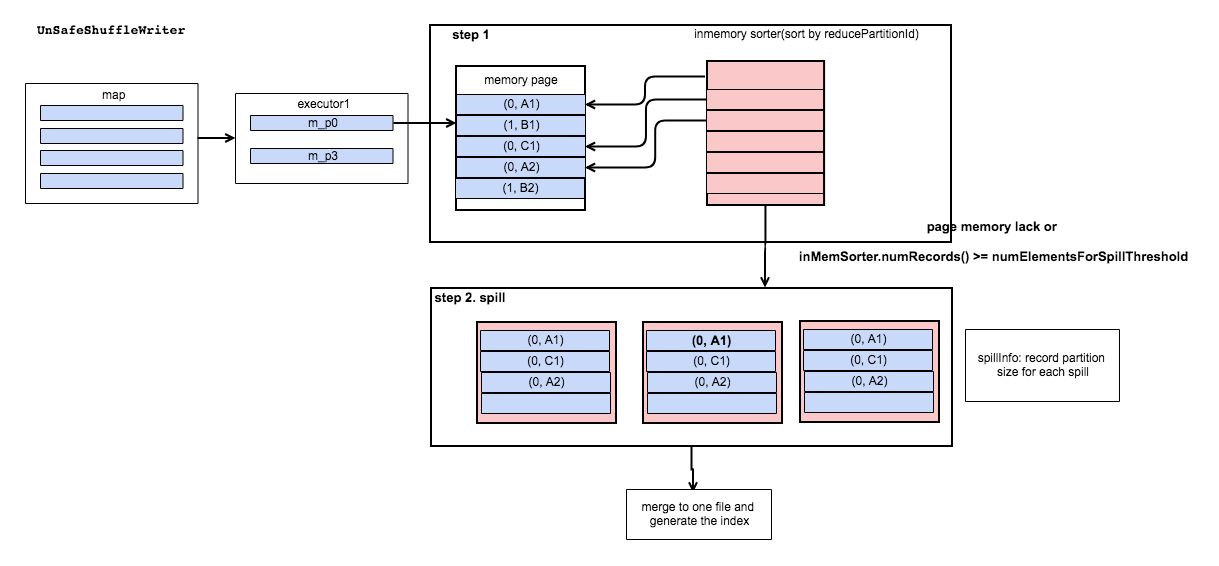 UnSafeShuffleWriter
step 1
inmemory sorter(sort by reducePartitionId)
map
executor1
m_p0
m_p3
memory page
(0, A1)
(1, B1)
(0, C1)
(0, A2)
(1, B2)
page memory lack or
inMemSorter.numRecords() >= numElementsForSpillThreshold
step 2. spill
(0, A1)
(0, C1)
(0, A2)
(0, A1)
(0, C1)
(0, A2)
(0, A1)
(0, C1)
(0, A2)
spillInfo: record partition
size for each spill
merge to one file and
generate the index